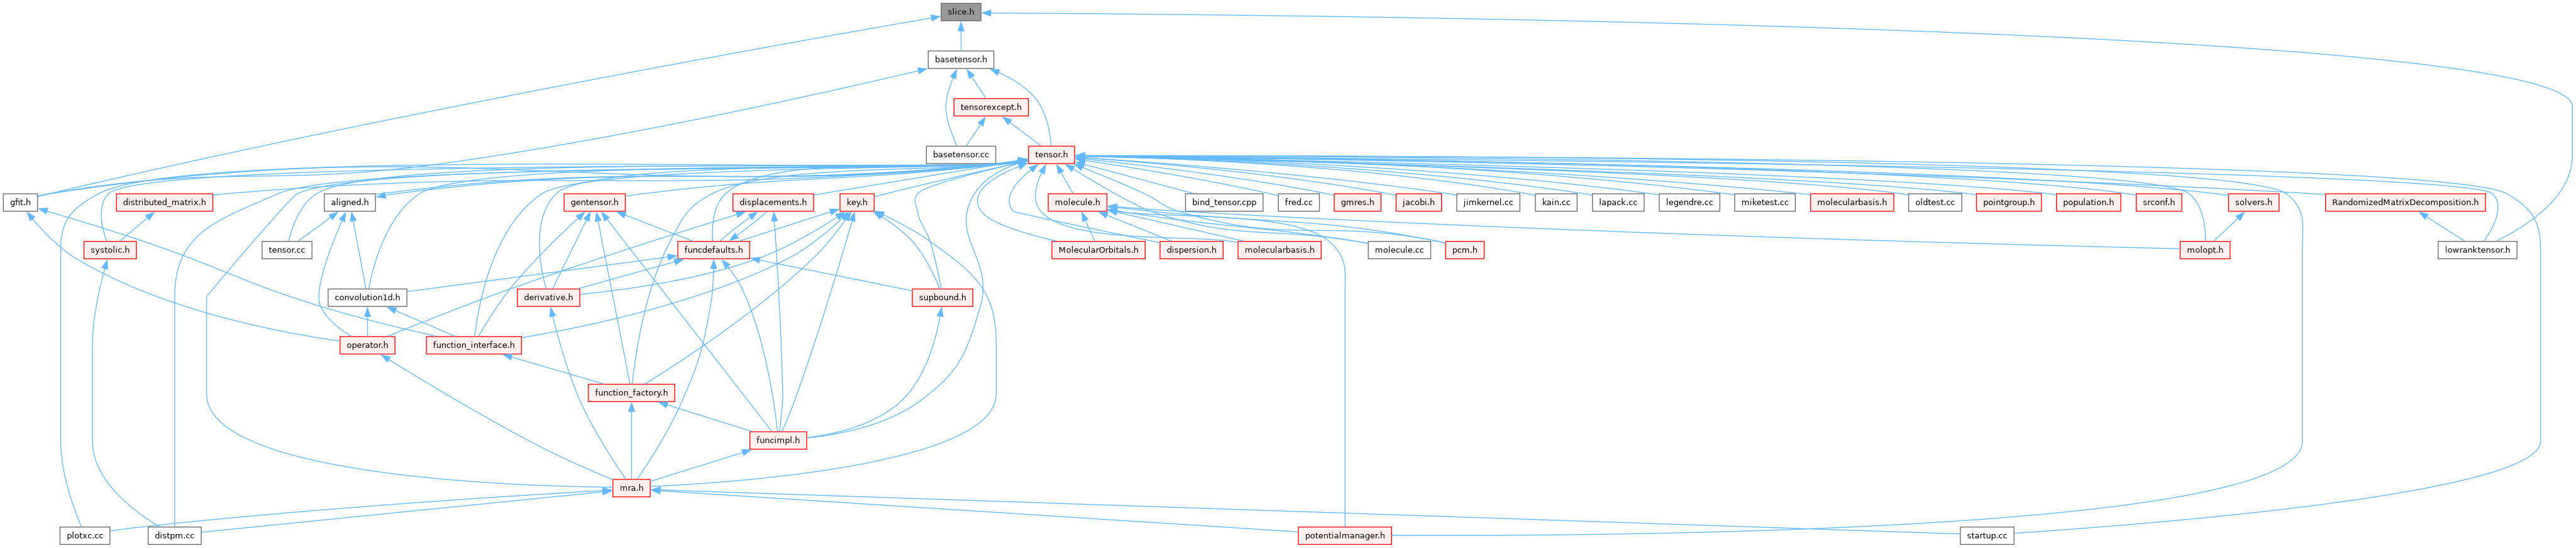 slice.h
basetensor.h
tensorexcept.h
basetensor.cc
tensor.h
gfit.h
distributed_matrix.h
aligned.h
gentensor.h
displacements.h
key.h
molecule.h
bind_tensor.cpp
fred.cc
gmres.h
jacobi.h
jimkernel.cc
kain.cc
lapack.cc
legendre.cc
miketest.cc
molecularbasis.h
oldtest.cc
pointgroup.h
population.h
srconf.h
solvers.h
RandomizedMatrixDecomposition.h
systolic.h
tensor.cc
funcdefaults.h
MolecularOrbitals.h
dispersion.h
molecularbasis.h
molecule.cc
pcm.h
molopt.h
lowranktensor.h
convolution1d.h
derivative.h
supbound.h
operator.h
function_interface.h
function_factory.h
funcimpl.h
mra.h
plotxc.cc
distpm.cc
potentialmanager.h
startup.cc